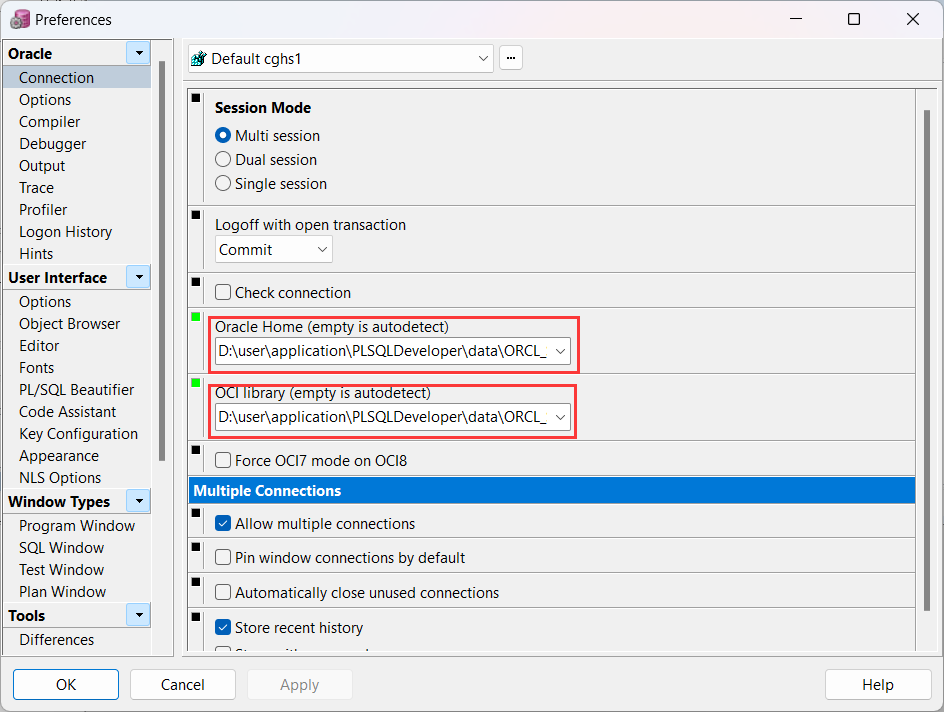 Preferences
Oracle
Connection
Options
Compiler
Debugger
Output
Trace
Profiler
Logon History
Hints
User Interface
Options
Object Browser
Editor
Fonts
PL/SQL Beautifier
Code Assistant
Key Configuration
Appearance
NLS Options
Window Types
Program Window
SQL Window
Test Window
Plan Window
Tools
Differences
Default cghs1
...
Session Mode
Multi session
Dual session
Single session
Logoff with open transaction
Commit
Check connection
Oracle Home (empty is autodetect)
D:\user\application\PLSQLDeveloper\data\ORCL_
OCI library (empty is autodetect)
D:\user\application\PLSQLDeveloper\data\ORCL_
Force OCI7 mode on OCI8
Multiple Connections
Allow multiple connections
Pin window connections by default
Automatically close unused connections
Store recent history
OK
Cancel
Apply
Help